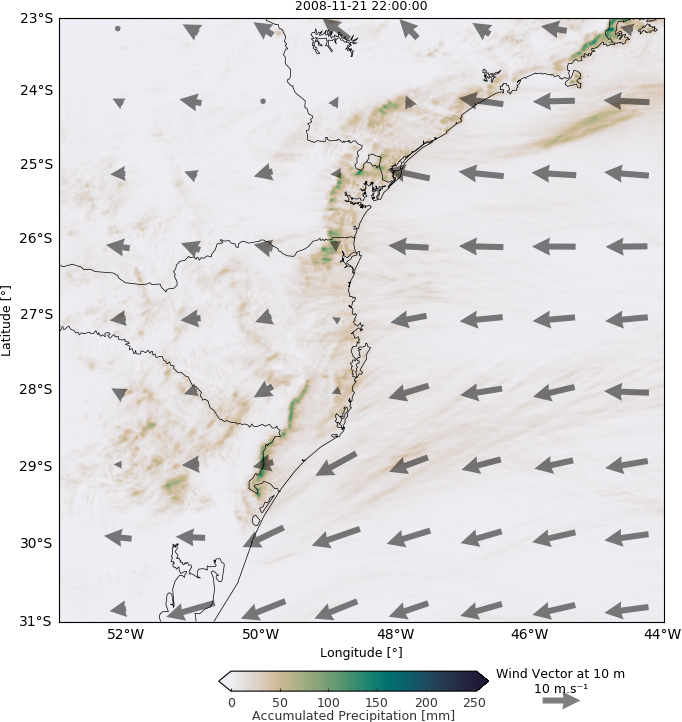 2008-11-21 22:00:00
23°S
24°S
25°S
26°S
27°S
28°S
29°S
30°S
31°S
Latitude [°]
52°W 50°W 48°W 46°W 44°W
Longitude [°]
0 50 100 150 200 250
Accumulated Precipitation [mm]
Wind Vector at 10 m
10 m.s⁻¹